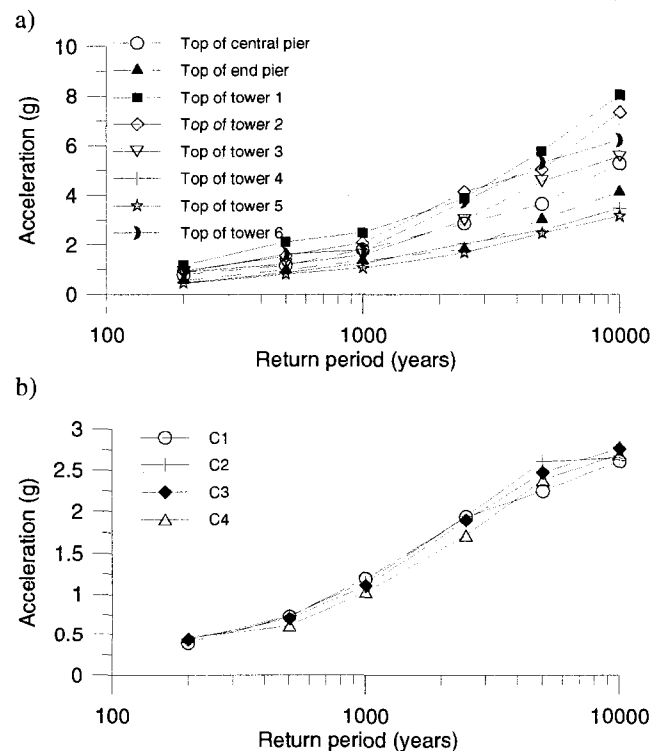 a)
10
8
6
4
2
0
Acceleration (g)
Top of central pier
Top of end pier
Top of tower 1
Top of tower 2
Top of tower 3
Top of tower 4
Top of tower 5
Top of tower 6
100
1000
10000
Return period (years)
b)
3
2.5
2
1.5
1
0.5
0
Acceleration (g)
C1
C2
C3
C4
100
1000
10000
Return period (years)